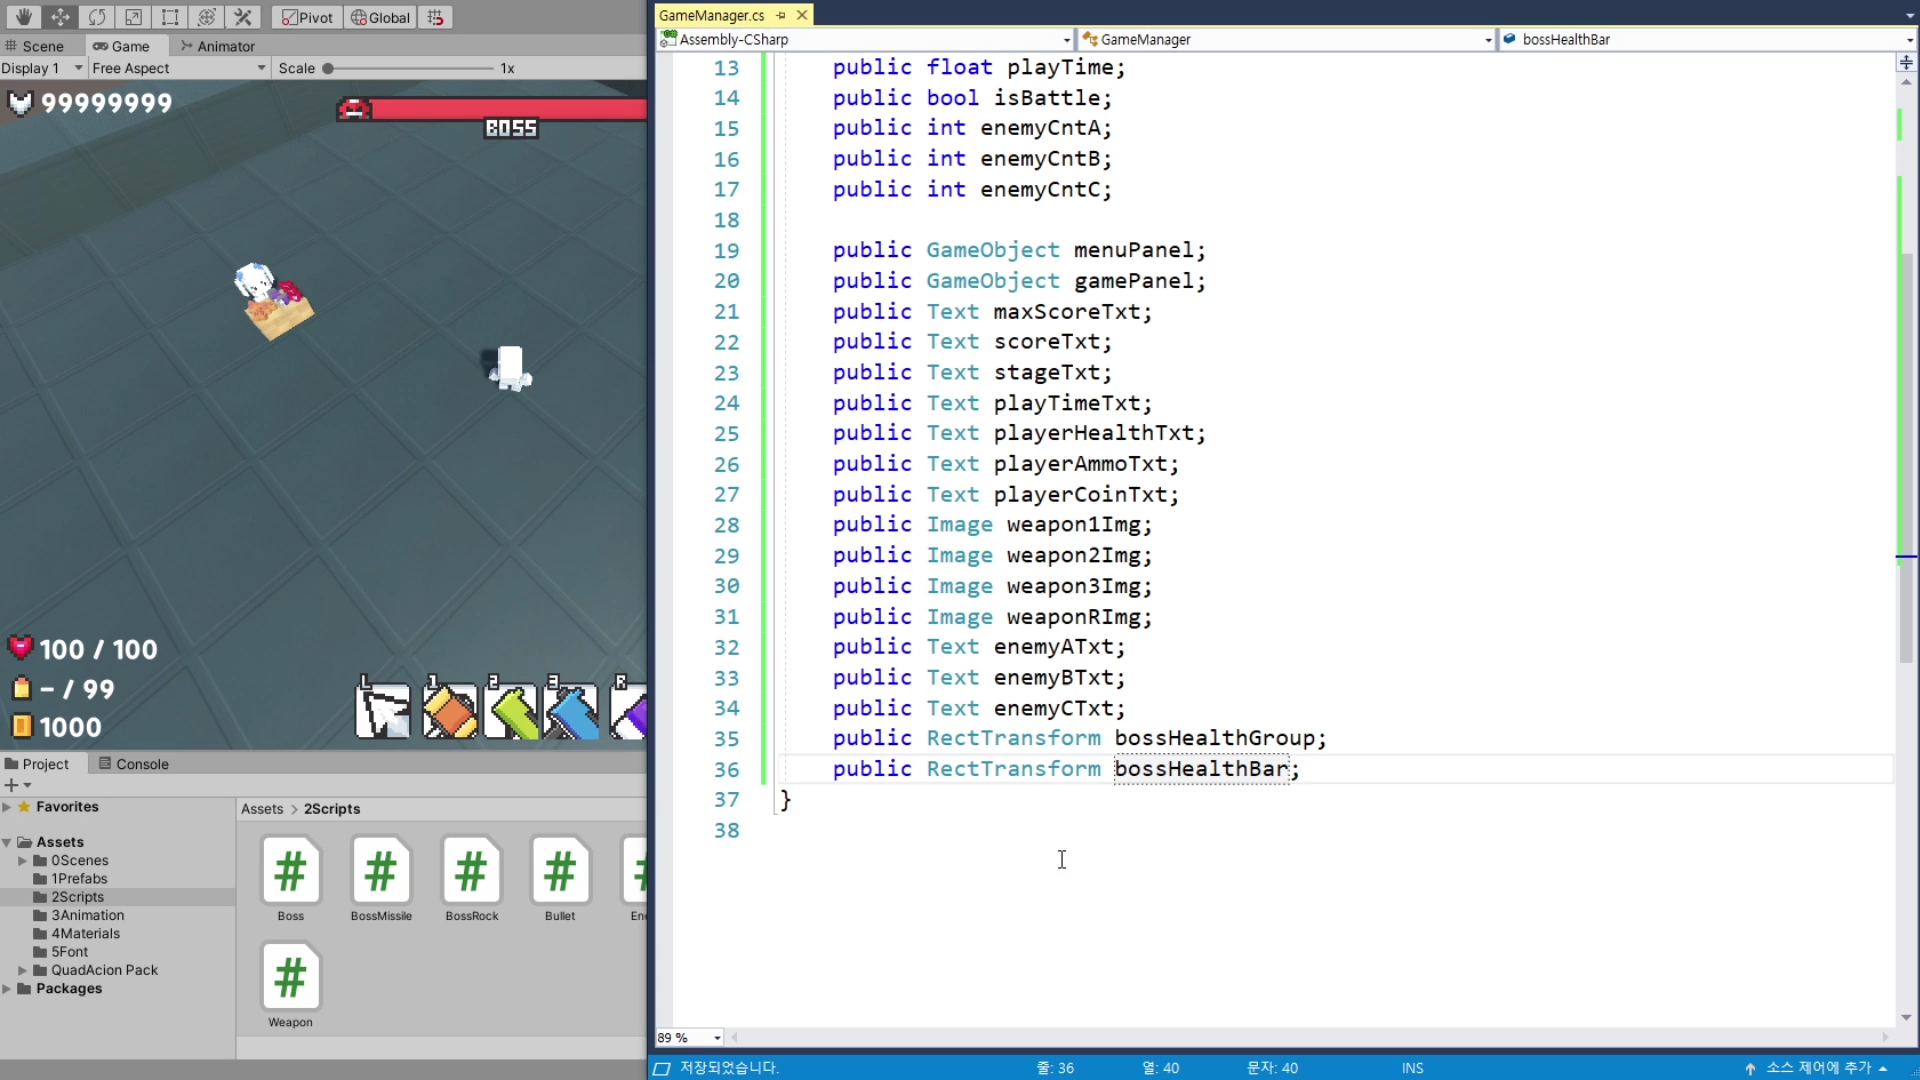 Pivot Global
Scene Game Animator
Display 1 Free Aspect Scale 1x
99999999
BOSS
100 / 100
- / 99
1000
L 1 2 3 R
Project Console
Favorites
Assets
0Scenes
1Prefabs
2Scripts
3Animation
4Materials
5Font
QuadAcion Pack
Packages
Assets > 2Scripts
Boss BossMissile BossRock Bullet
Weapon
GameManager.cs
Assembly-CSharp GameManager bossHealthBar
13 public float playTime;
14 public bool isBattle;
15 public int enemyCntA;
16 public int enemyCntB;
17 public int enemyCntC;
18
19 public GameObject menuPanel;
20 public GameObject gamePanel;
21 public Text maxScoreTxt;
22 public Text scoreTxt;
23 public Text stageTxt;
24 public Text playTimeTxt;
25 public Text playerHealthTxt;
26 public Text playerAmmoTxt;
27 public Text playerCoinTxt;
28 public Image weapon1Img;
29 public Image weapon2Img;
30 public Image weapon3Img;
31 public Image weaponRImg;
32 public Text enemyATxt;
33 public Text enemyBTxt;
34 public Text enemyCTxt;
35 public RectTransform bossHealthGroup;
36 public RectTransform bossHealthBar;
37 }
38
89 %
저장되었습니다. 줄: 36 열: 40 문자: 40 INS 소스 제어에 추가